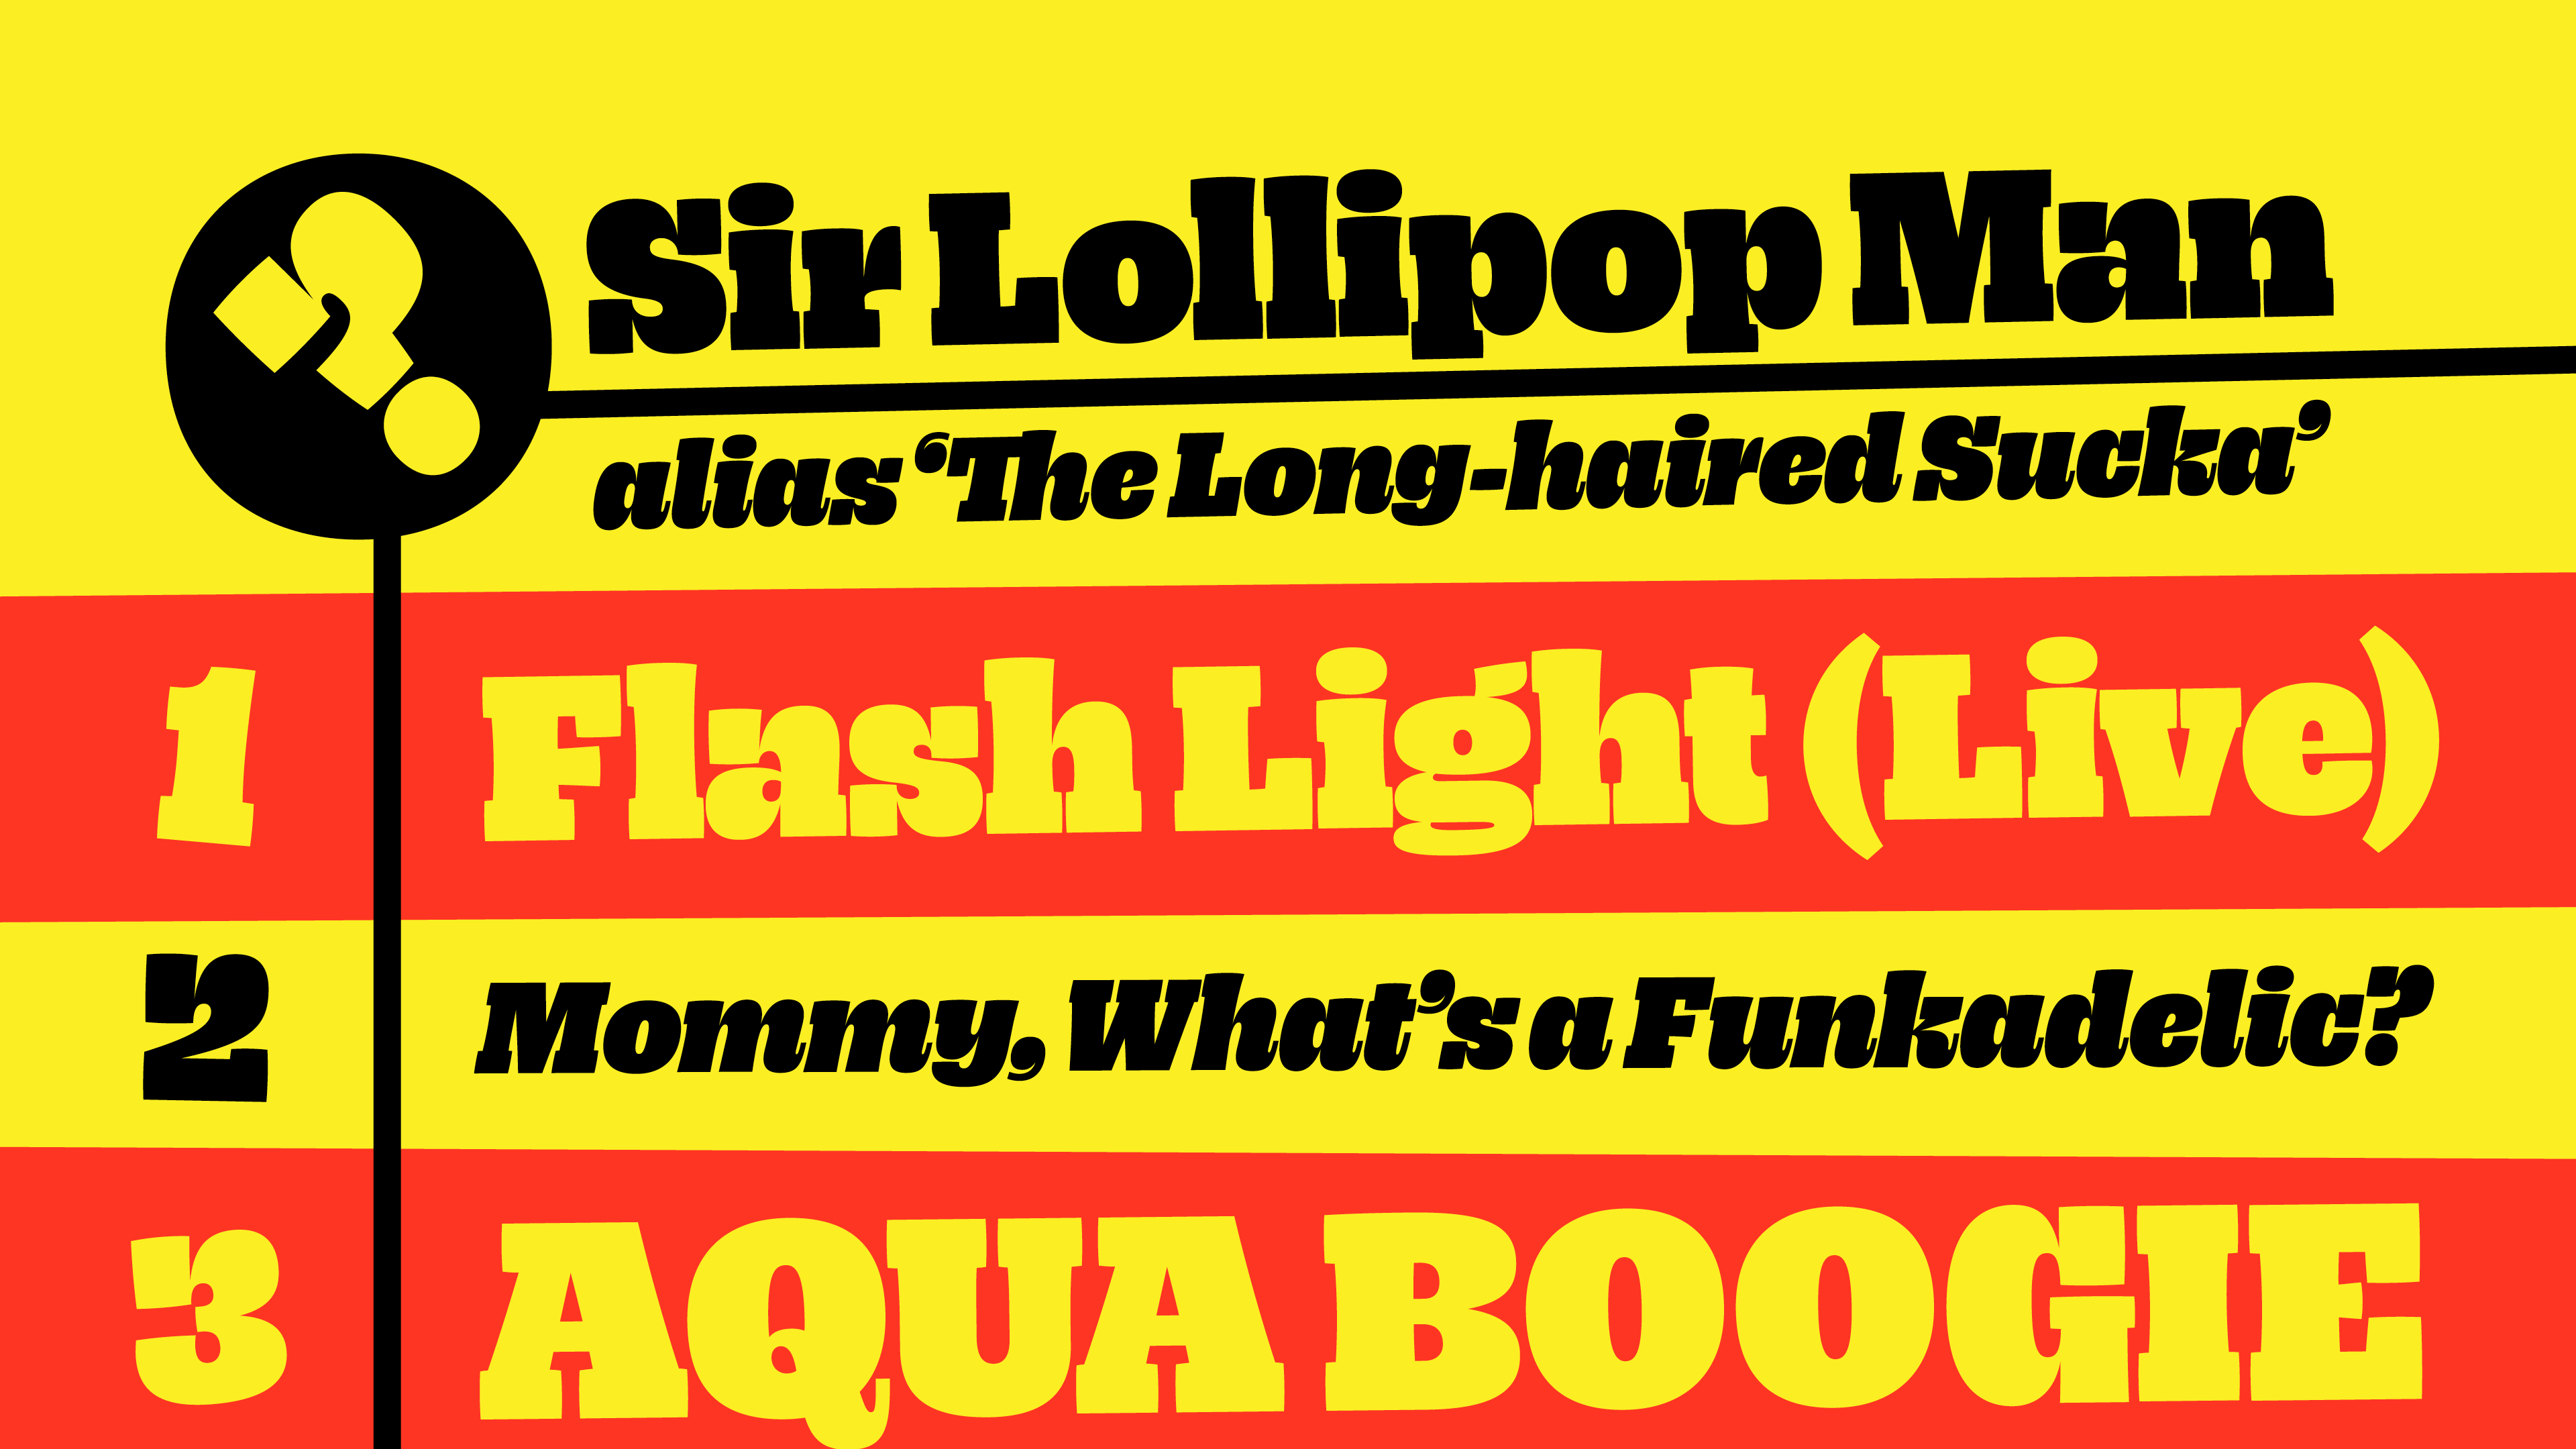 ?
Sir Lollipop Man
alias ‘The Long-haired Sucka’
1 Flash Light (Live)
2 Mommy, What’s a Funkadelic?
3 AQUA BOOGIE